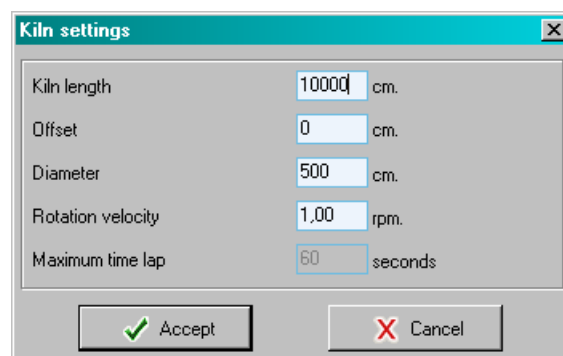 Kiln settings
Kiln length 10000 cm.
Offset 0 cm.
Diameter 500 cm.
Rotation velocity 1,00 rpm.
Maximum time lap 60 seconds
Accept Cancel